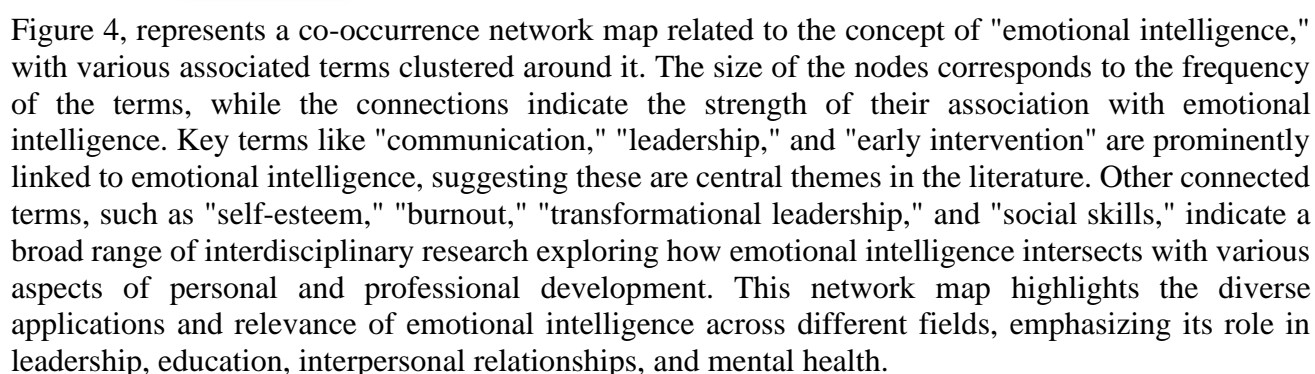 Figure 4, represents a co-occurrence network map related to the concept of "emotional intelligence,"
with various associated terms clustered around it. The size of the nodes corresponds to the frequency
of the terms, while the connections indicate the strength of their association with emotional
intelligence. Key terms like "communication," "leadership," and "early intervention" are prominently
linked to emotional intelligence, suggesting these are central themes in the literature. Other connected
terms, such as "self-esteem," "burnout," "transformational leadership," and "social skills," indicate a
broad range of interdisciplinary research exploring how emotional intelligence intersects with various
aspects of personal and professional development. This network map highlights the diverse
applications and relevance of emotional intelligence across different fields, emphasizing its role in
leadership, education, interpersonal relationships, and mental health.